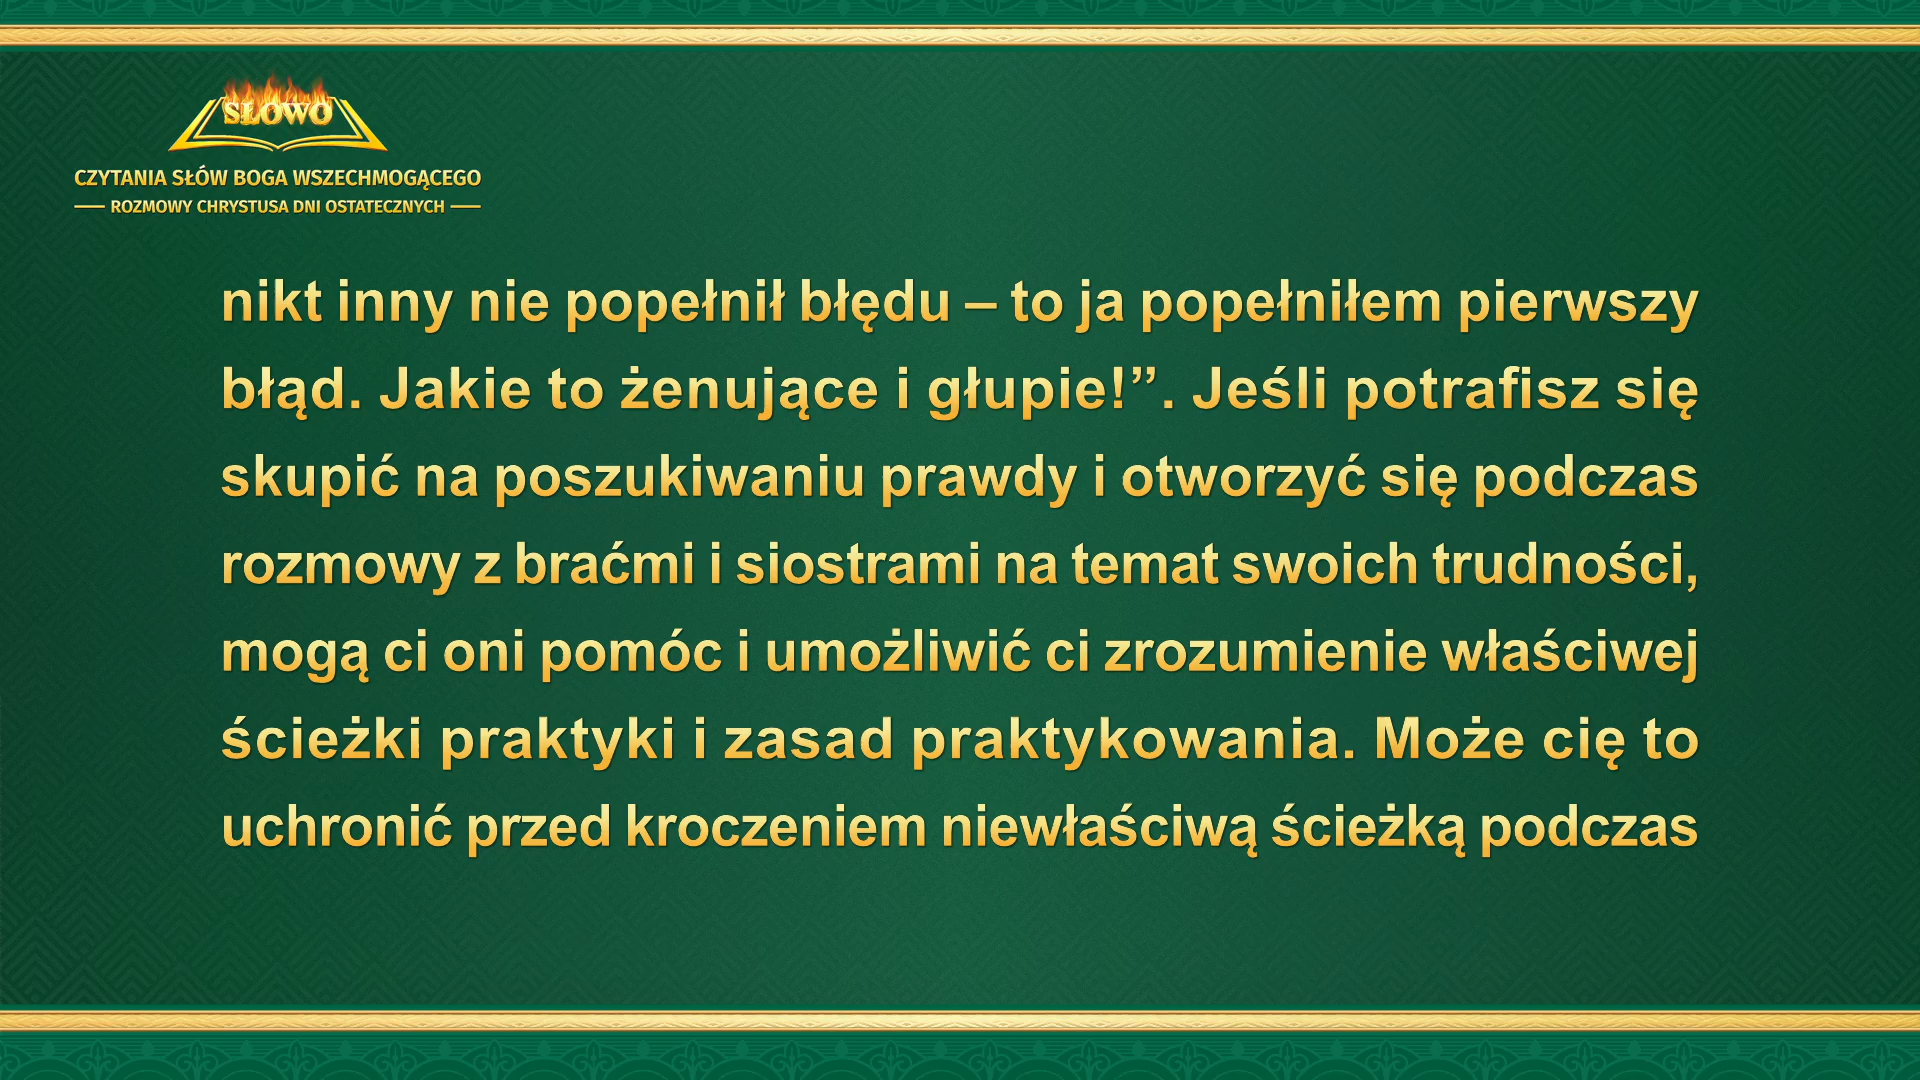 SŁOWO
CZYTANIA SŁÓW BOGA WSZECHMOGĄCEGO
ROZMOWY CHRYSTUSA DNI OSTATECZNYCH
nikt inny nie popełnił błędu – to ja popełniłem pierwszy
błąd. Jakie to żenujące i głupie!”. Jeśli potrafisz się
skupić na poszukiwaniu prawdy i otworzyć się podczas
rozmowy z braćmi i siostrami na temat swoich trudności,
mogą ci oni pomóc i umożliwić ci zrozumienie właściwej
ścieżki praktyki i zasad praktykowania. Może cię to
uchronić przed kroczeniem niewłaściwą ścieżką podczas